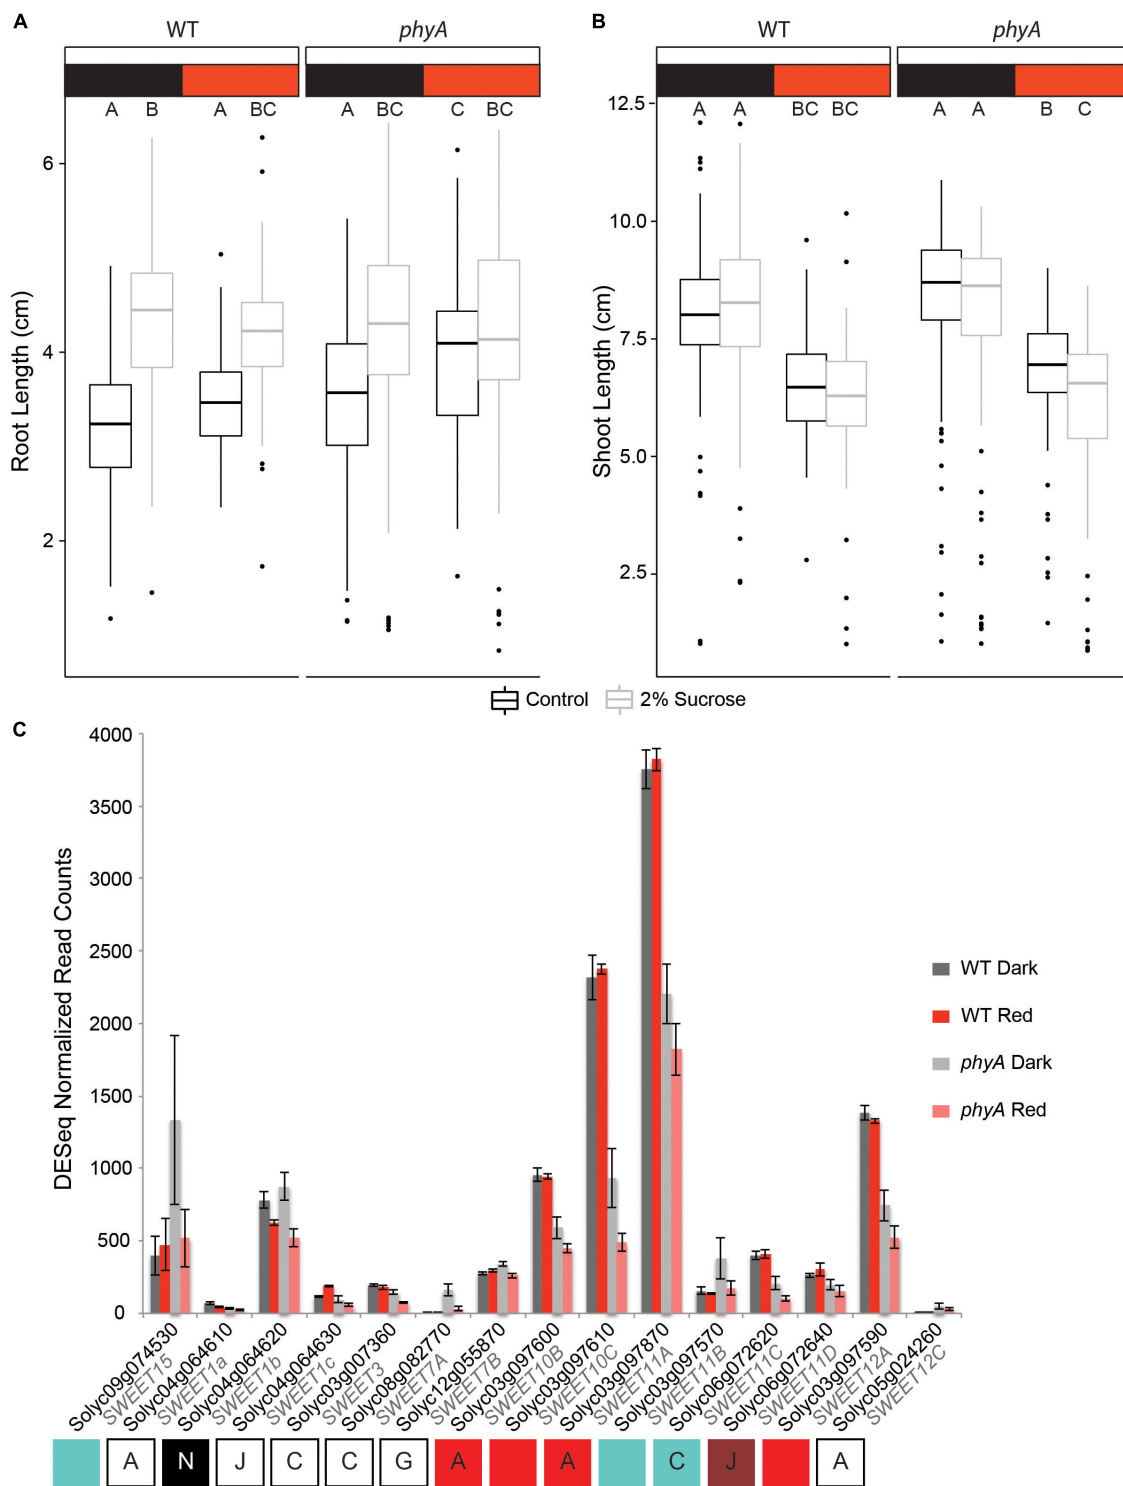 A
WT
phyA
A B A BC
A BC C BC
Root Length (cm)
6
4
2
B
WT
phyA
A A BC BC
A A B C
Shoot Length (cm)
12.5
10.0
7.5
5.0
2.5
Control
2% Sucrose
C
DESeq Normalized Read Counts
4000
3500
3000
2500
2000
1500
1000
500
0
WT Dark
WT Red
phyA Dark
phyA Red
Solyc09g074530
SWEET15
Solyc04g064610
SWEET1a
Solyc04g064620
SWEET1b
Solyc04g064630
SWEET1c
Solyc03g007360
SWEET3
Solyc08g082770
SWEET7A
Solyc12g055870
SWEET7B
Solyc03g097600
SWEET10B
Solyc03g097610
SWEET10C
Solyc03g097870
SWEET11A
Solyc03g097570
SWEET11B
Solyc06g072620
SWEET11C
Solyc06g072640
SWEET11D
Solyc03g097590
SWEET12A
Solyc05g024260
SWEET12C
A N J C C G A A C J A